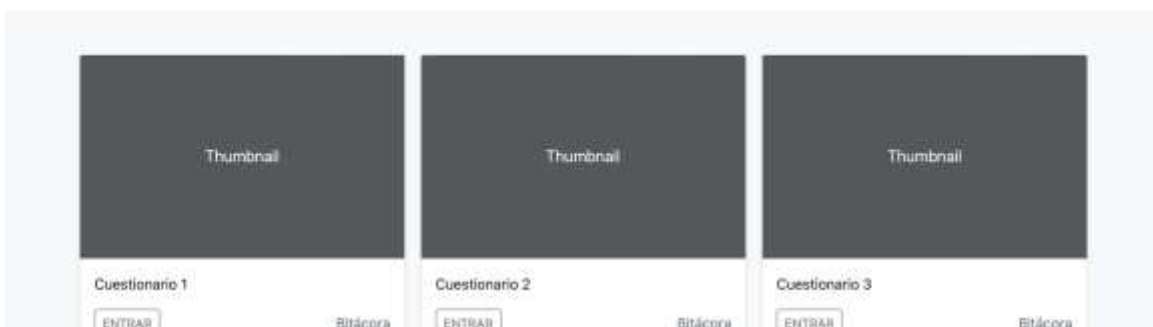 Thumbnail
Thumbnail
Thumbnail
Cuestionario 1
Cuestionario 2
Cuestionario 3
ENTRAR
Bitácora
ENTRAR
Bitácora
ENTRAR
Bitácora